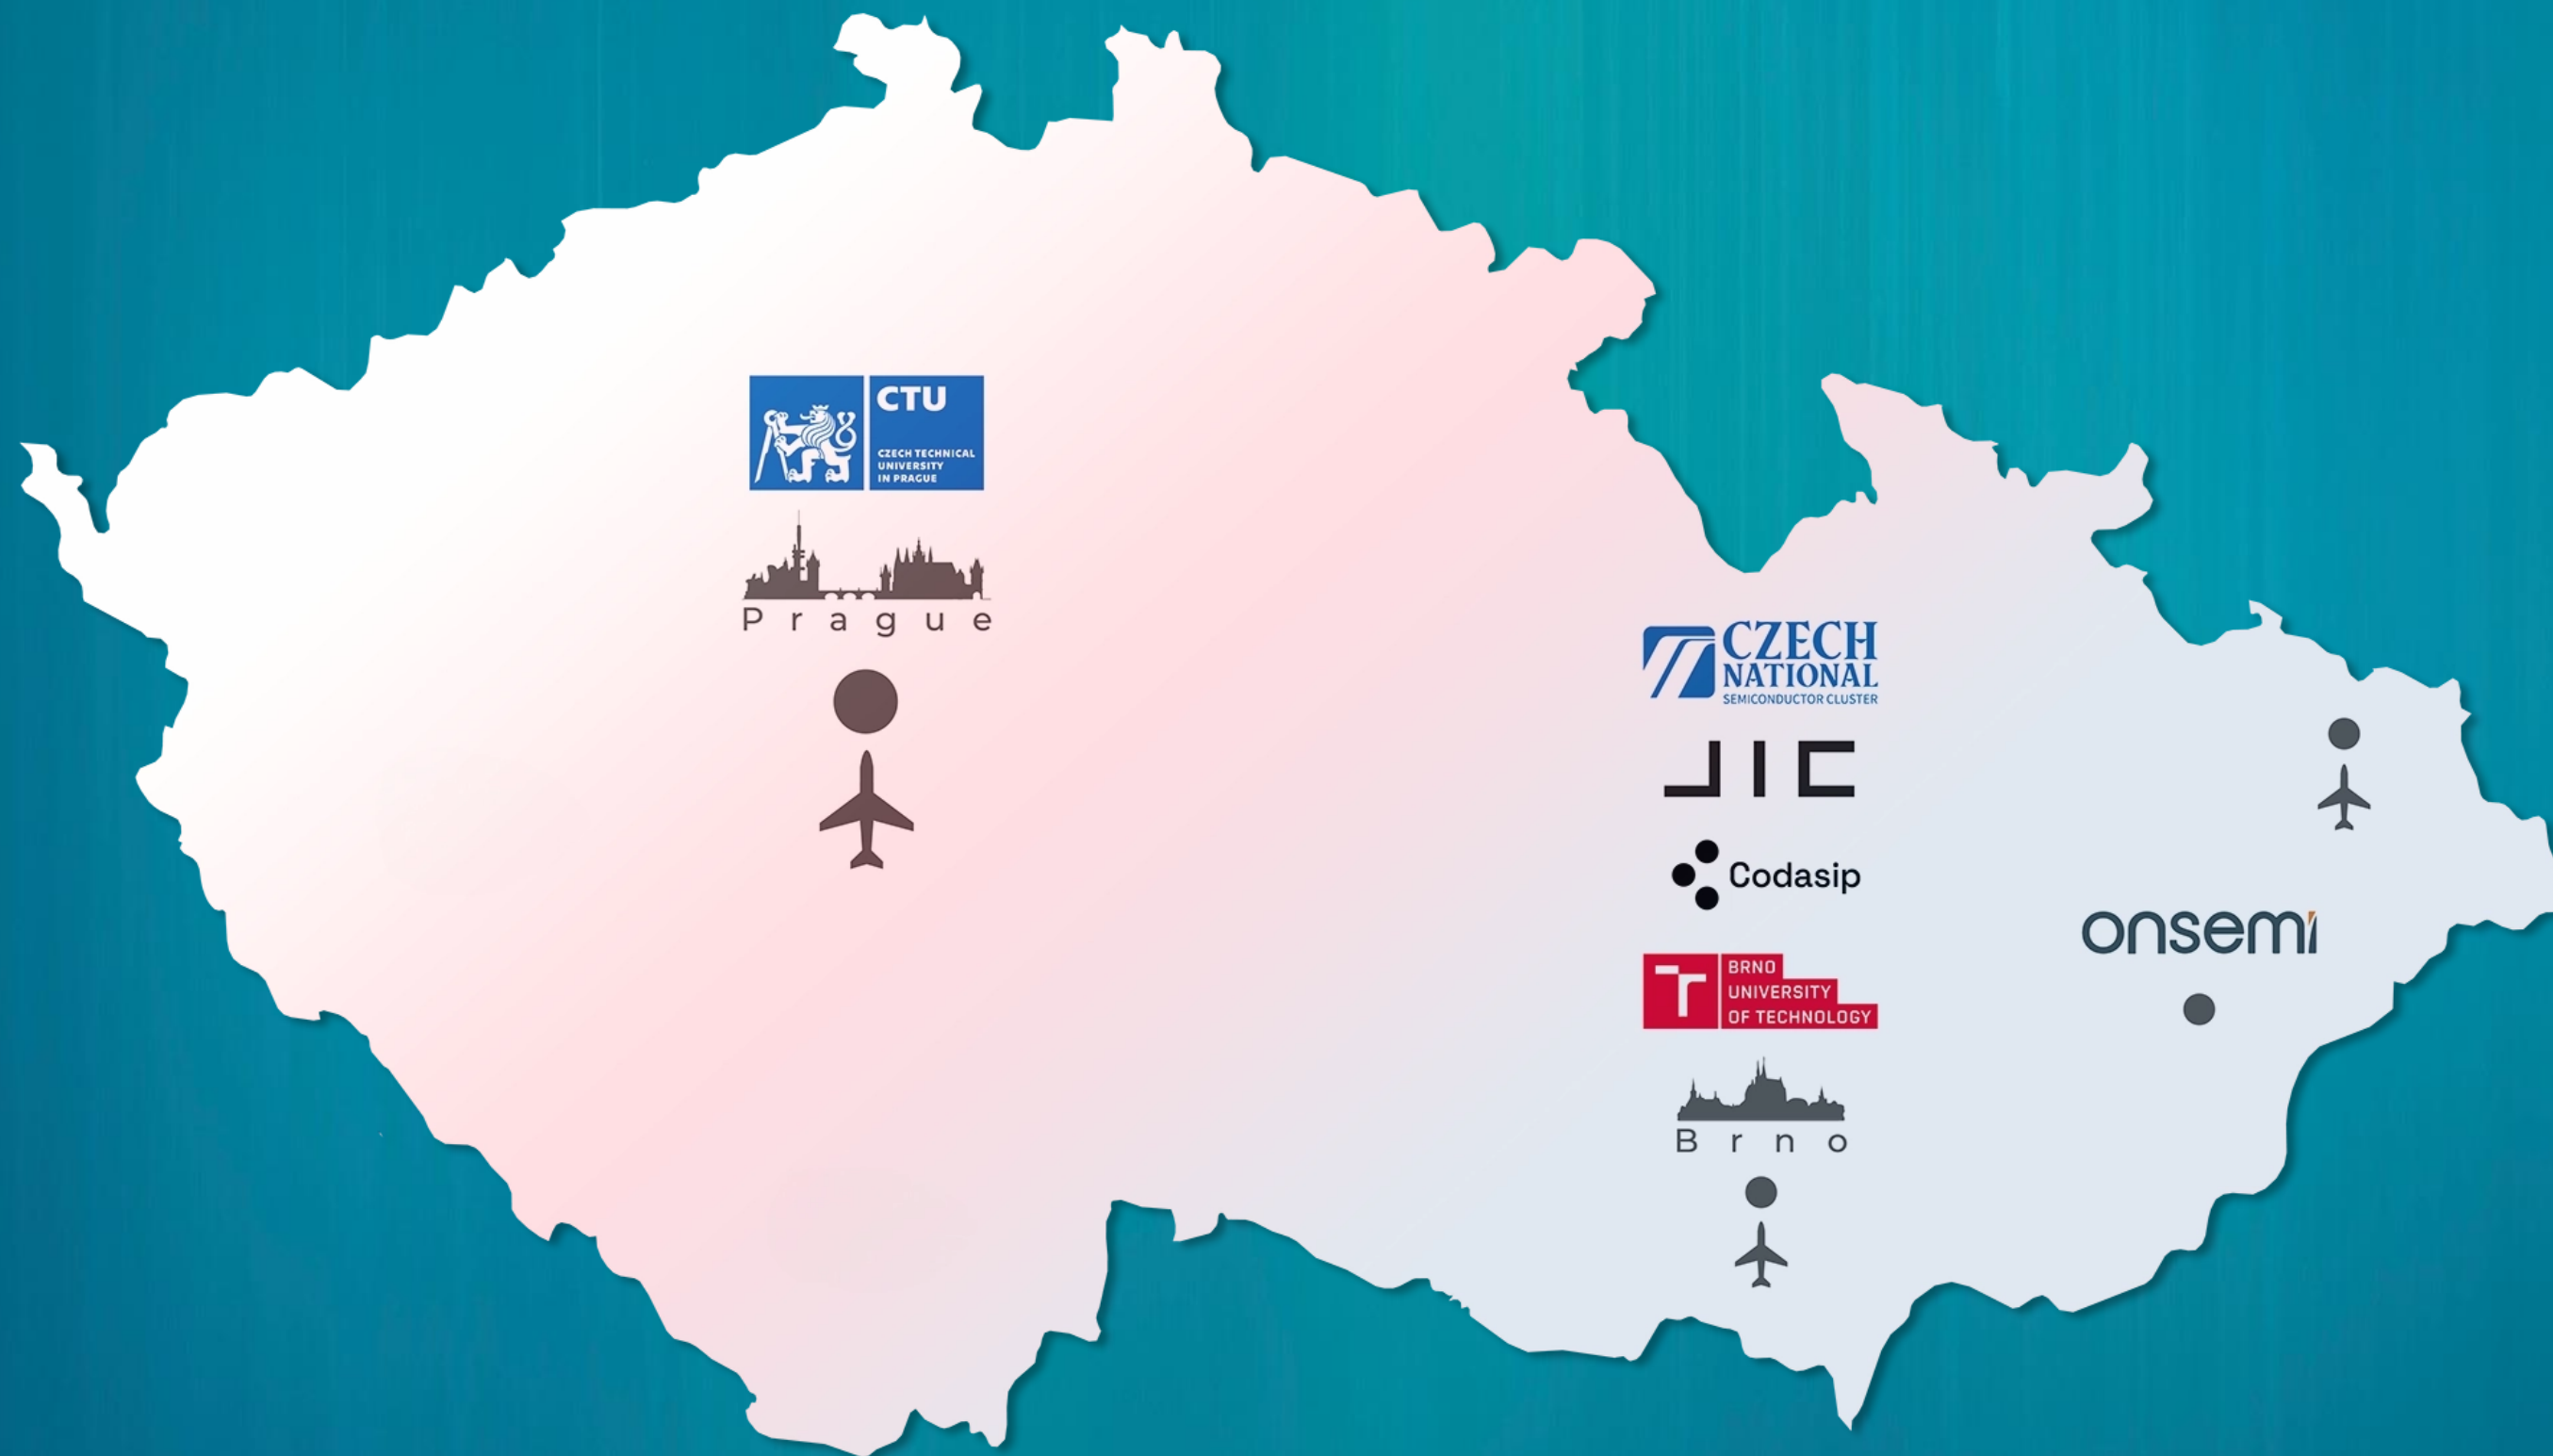 CTU
CZECH TECHNICAL
UNIVERSITY
IN PRAGUE
Prague
CZECH
NATIONAL
SEMICONDUCTOR CLUSTER
JIC
Codasip
BRNO
UNIVERSITY
OF TECHNOLOGY
Brno
onsemi